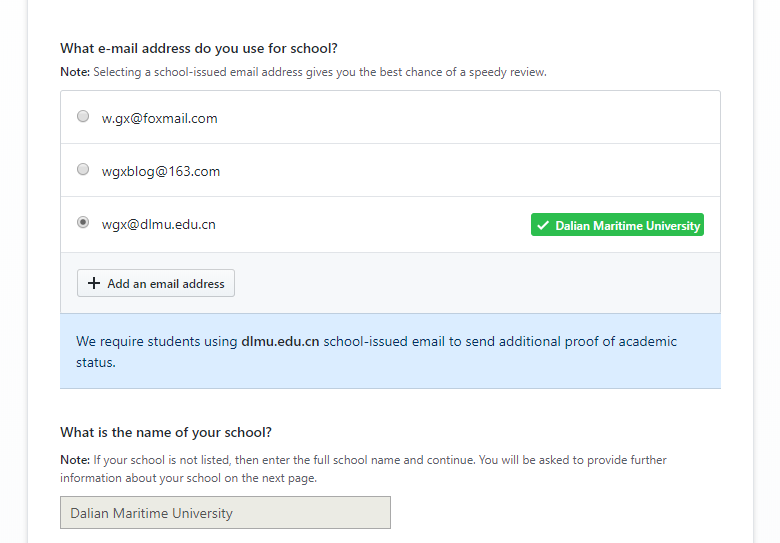 What e-mail address do you use for school?
Note: Selecting a school-issued email address gives you the best chance of a speedy review.
w.gx@foxmail.com
wgxblog@163.com
wgx@dlmu.edu.cn
Dalian Maritime University
Add an email address
We require students using dlmu.edu.cn school-issued email to send additional proof of academic
status.
What is the name of your school?
Note: If your school is not listed, then enter the full school name and continue. You will be asked to provide further
information about your school on the next page.
Dalian Maritime University